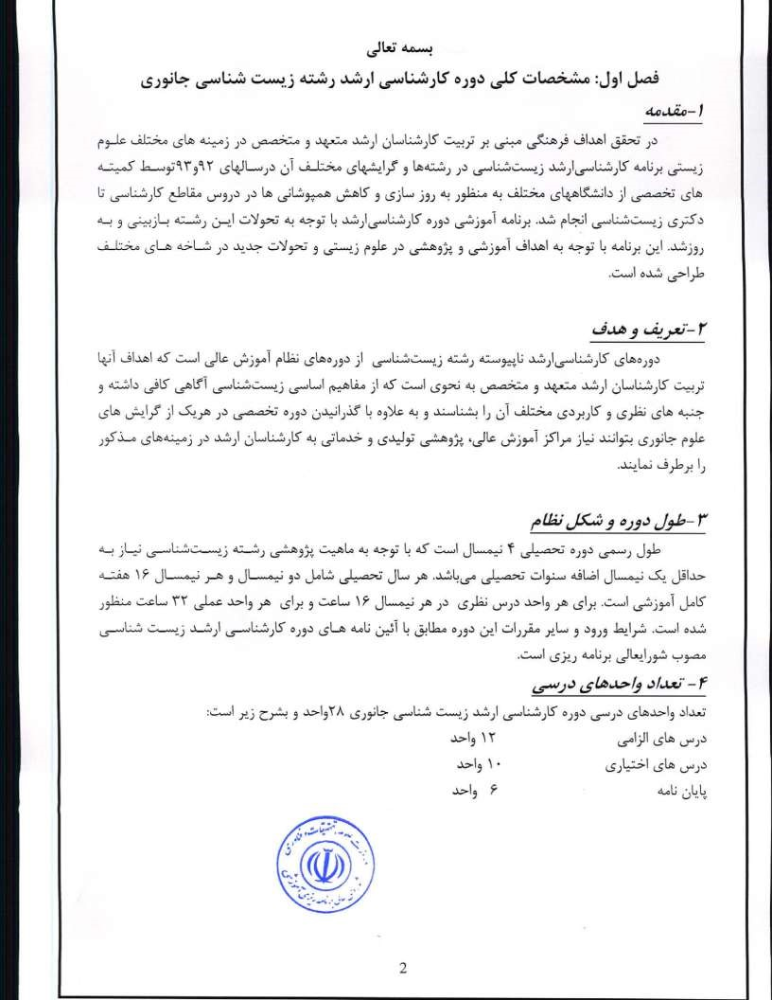 بسمه تعالی
فصل اول: مشخصات کلی دوره کارشناسی ارشد رشته زیست شناسی جانوری
۱-مقدمه
در تحقق اهداف فرهنگی مبنی بر تربیت کارشناسان ارشد متعهد و متخصص در زمینه های مختلف علوم
زیستی برنامه کارشناسی‌ارشد زیست‌شناسی در رشته‌ها و گرایشهای مختلف آن درسالهای ۹۲و۹۳توسط کمیته
های تخصصی از دانشگاههای مختلف به منظور به روز سازی و کاهش همپوشانی ها در دروس مقاطع کارشناسی تا
دکتری زیست‌شناسی انجام شد. برنامه آموزشی دوره کارشناسی‌ارشد با توجه به تحولات این رشته بازبینی و به
روزشد. این برنامه با توجه به اهداف آموزشی و پژوهشی در علوم زیستی و تحولات جدید در شاخه های مختلف
طراحی شده است.
۲-تعریف و هدف
دوره‌های کارشناسی‌ارشد ناپیوسته رشته زیست‌شناسی از دوره‌های نظام آموزش عالی است که اهداف آنها
تربیت کارشناسان ارشد متعهد و متخصص به نحوی است که از مفاهیم اساسی زیست‌شناسی آگاهی کافی داشته و
جنبه های نظری و کاربردی مختلف آن را بشناسند و به علاوه با گذرانیدن دوره تخصصی در هریک از گرایش های
علوم جانوری بتوانند نیاز مراکز آموزش عالی، پژوهشی تولیدی و خدماتی به کارشناسان ارشد در زمینه‌های مذکور
را برطرف نمایند.
۳-طول دوره و شکل نظام
طول رسمی دوره تحصیلی ۴ نیمسال است که با توجه به ماهیت پژوهشی رشته زیست‌شناسی نیاز به
حداقل یک نیمسال اضافه سنوات تحصیلی می‌باشد. هر سال تحصیلی شامل دو نیمسال و هر نیمسال ۱۶ هفته
کامل آموزشی است. برای هر واحد درس نظری در هر نیمسال ۱۶ ساعت و برای هر واحد عملی ۳۲ ساعت منظور
شده است. شرایط ورود و سایر مقررات این دوره مطابق با آئین نامه های دوره کارشناسی ارشد زیست شناسی
مصوب شورایعالی برنامه ریزی است.
۴- تعداد واحدهای درسی
تعداد واحدهای درسی دوره کارشناسی ارشد زیست شناسی جانوری ۲۸واحد و بشرح زیر است:
درس های الزامی ۱۲ واحد
درس های اختیاری ۱۰ واحد
پایان نامه ۶ واحد
2